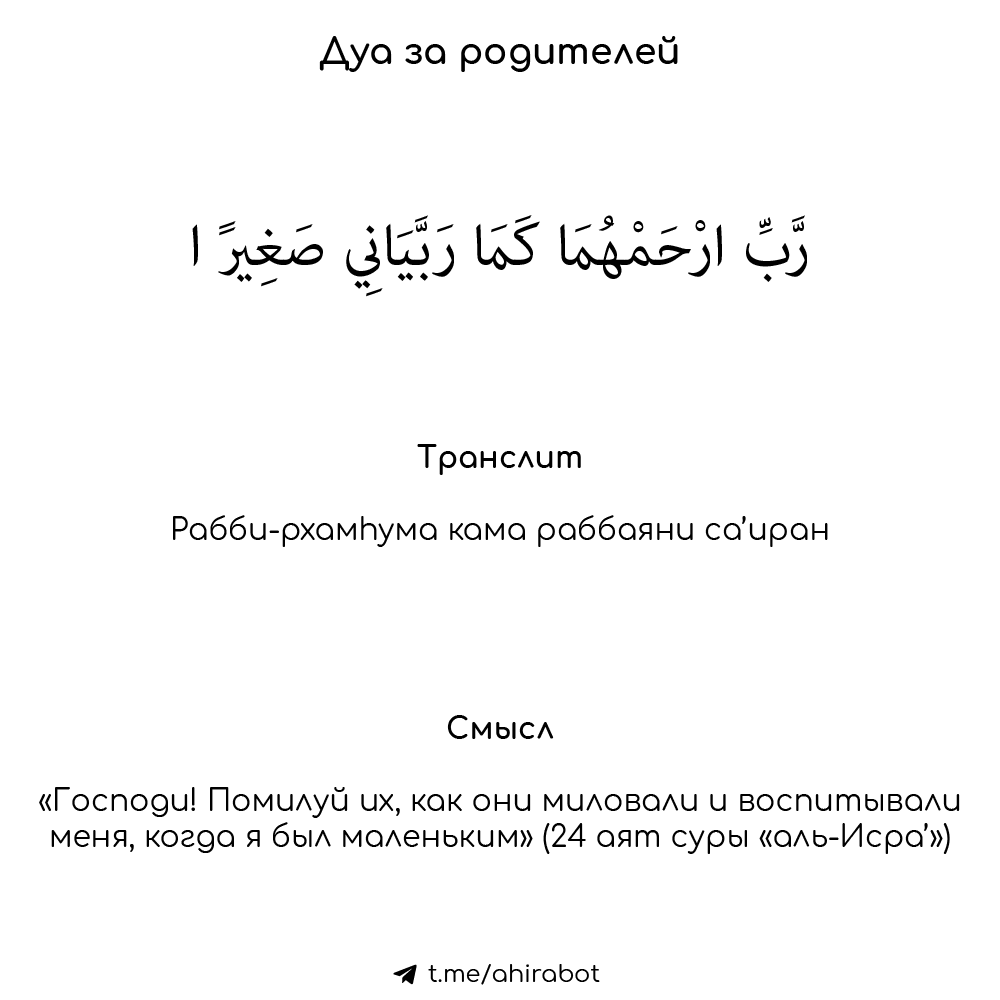 Дуа за родителей
رَّبِّ ارْحَمْهُمَا كَمَا رَبَّيَانِي صَغِيرً ا
Транслит
Рабби-рхамһума кама раббаяни са’иран
Смысл
«Господи! Помилуй их, как они миловали и воспитывали
меня, когда я был маленьким» (24 аят суры «аль-Исра’»)
t.me/ahirabot